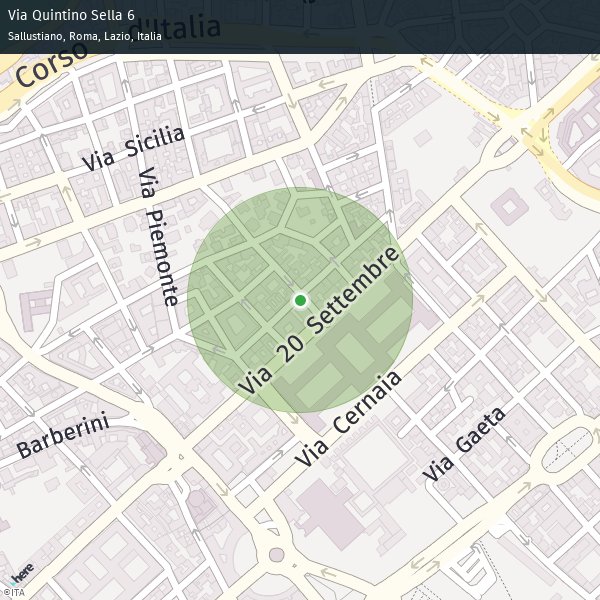 Via Quintino Sella 6
Sallustiano, Roma, Lazio, Italia
Corso d'Italia
Via Sicilia
Via Piemonte
Via 20 Settembre
Via Cernaia
Barberini
Via Gaeta
here
©ITA